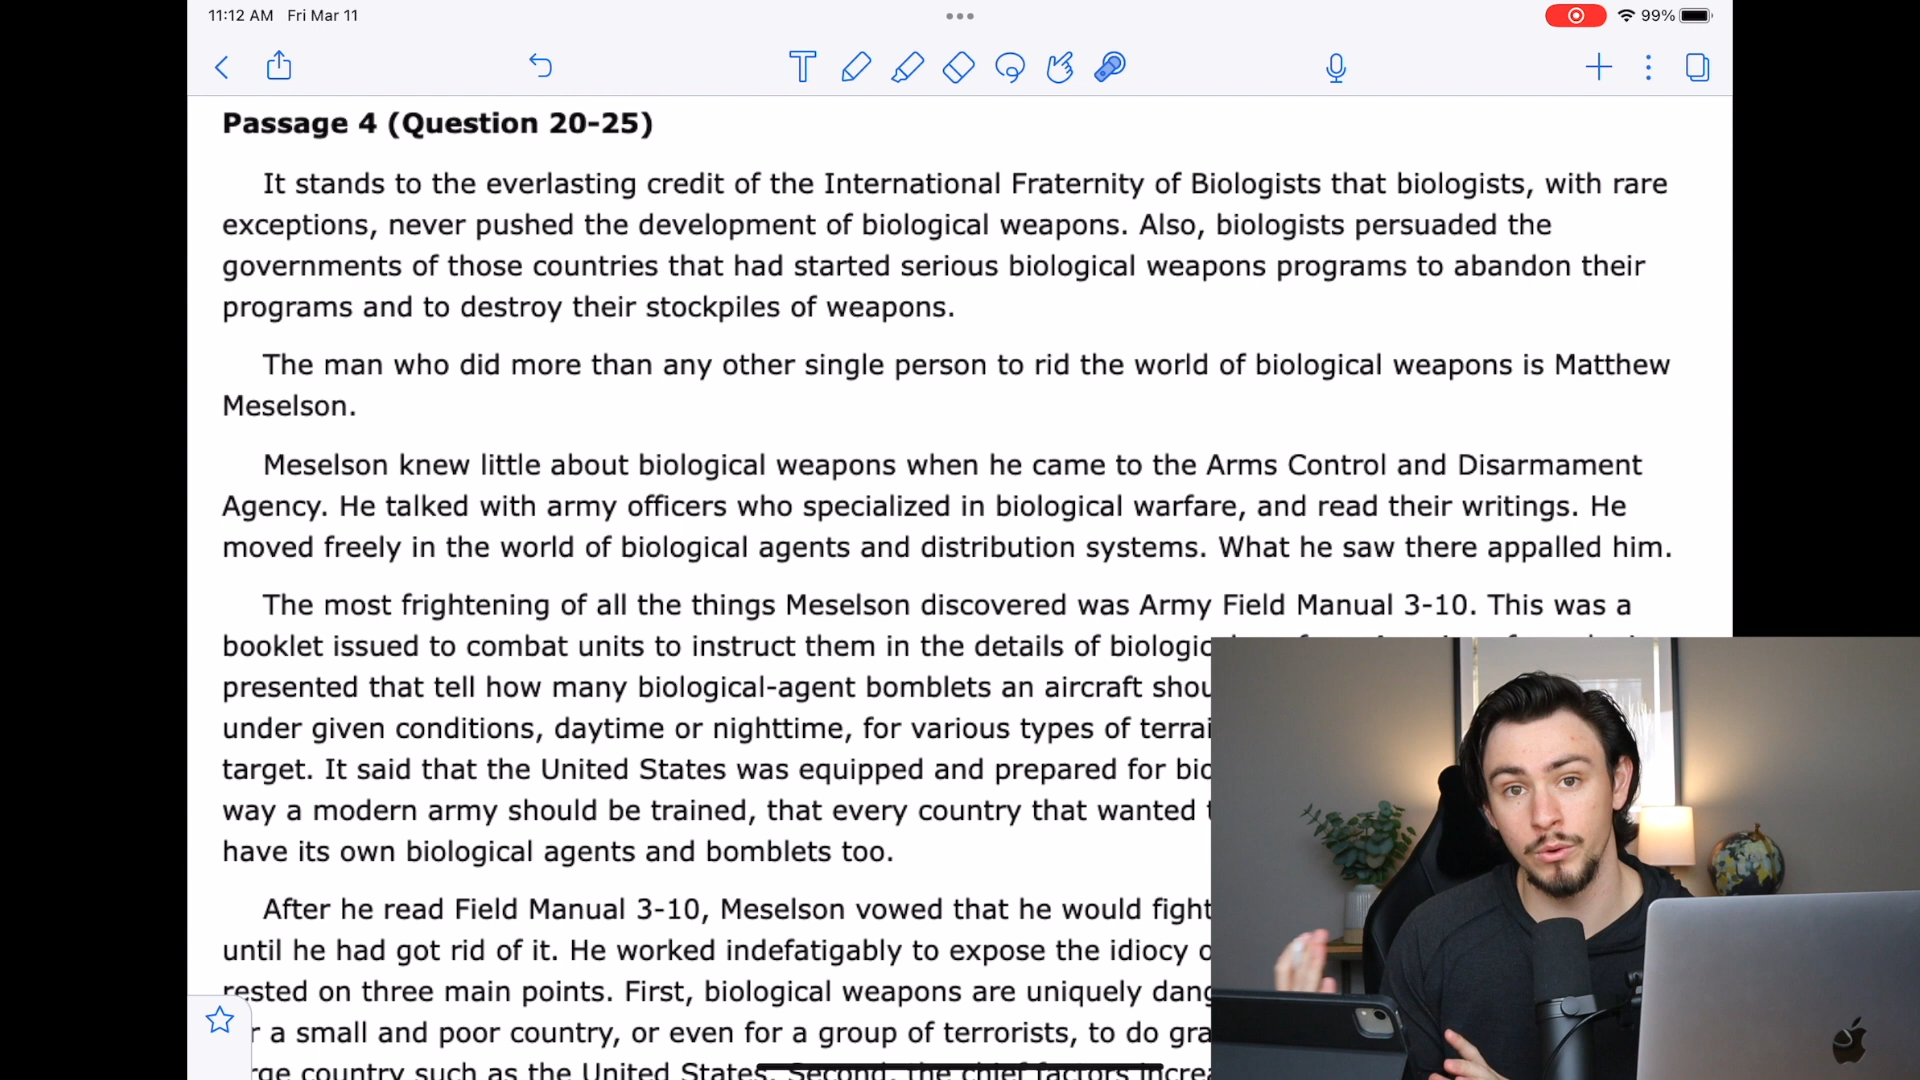 11:12 AM Fri Mar 11
99%
Passage 4 (Question 20-25)
It stands to the everlasting credit of the International Fraternity of Biologists that biologists, with rare
exceptions, never pushed the development of biological weapons. Also, biologists persuaded the
governments of those countries that had started serious biological weapons programs to abandon their
programs and to destroy their stockpiles of weapons.
The man who did more than any other single person to rid the world of biological weapons is Matthew
Meselson.
Meselson knew little about biological weapons when he came to the Arms Control and Disarmament
Agency. He talked with army officers who specialized in biological warfare, and read their writings. He
moved freely in the world of biological agents and distribution systems. What he saw there appalled him.
The most frightening of all the things Meselson discovered was Army Field Manual 3-10. This was a
booklet issued to combat units to instruct them in the details of
presented that tell how many biological-agent bomblets an aircraft
under given conditions, daytime or nighttime, for various types of
target. It said that the United States was equipped and prepared for
way a modern army should be trained, that every country that wanted
have its own biological agents and bomblets too.
After he read Field Manual 3-10, Meselson vowed that he would fight
until he had got rid of it. He worked indefatigably to expose the idiocy
rested on three main points. First, biological weapons are uniquely
a small and poor country, or even for a group of terrorists, to do
country such as the United States. Second, the chief factors